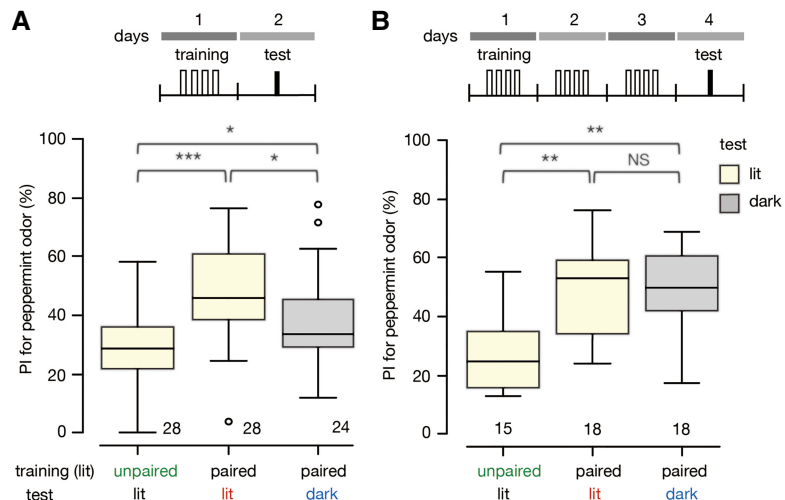 A
days 1 2
training test
PI for peppermint odor (%)
100
80
60
40
20
0
*
*** *
28 28 24
training (lit) unpaired paired paired
test lit lit dark
B
days 1 2 3 4
training test
PI for peppermint odor (%)
100
80
60
40
20
0
**
** NS
15 18 18
unpaired paired paired
lit lit dark
test
lit
dark